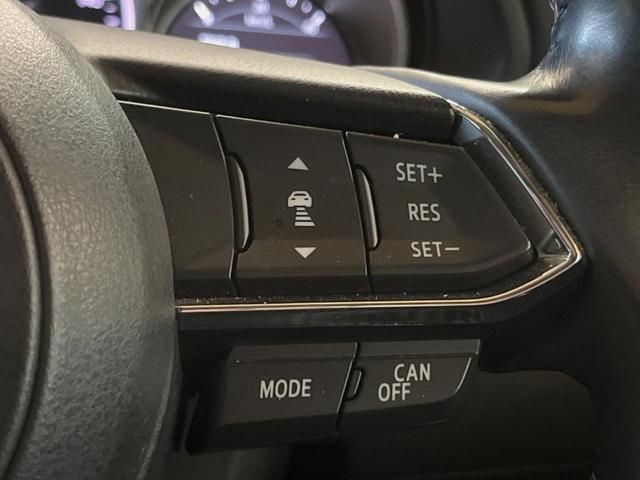 SET+
RES
SET−
MODE
CAN
OFF